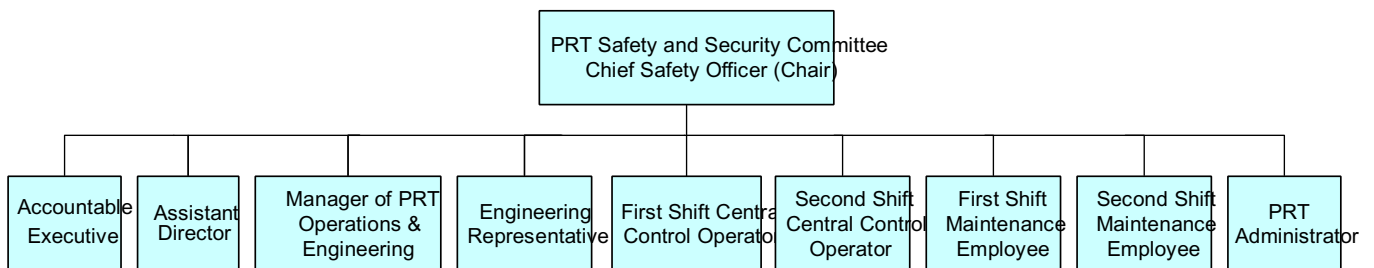 PRT Safety and Security Committee
Chief Safety Officer (Chair)
Accountable
Executive
Assistant
Director
Manager of PRT
Operations &
Engineering
Engineering
Representative
First Shift Central
Control Operator
Second Shift
Central Control
Operator
First Shift
Maintenance
Employee
Second Shift
Maintenance
Employee
PRT
Administrator